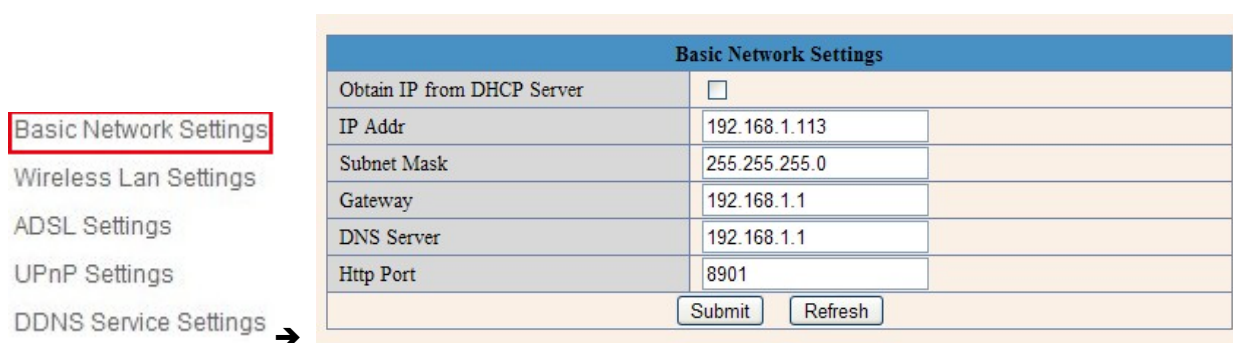 Basic Network Settings
Wireless Lan Settings
ADSL Settings
UPnP Settings
DDNS Service Settings ➔
Basic Network Settings
Obtain IP from DHCP Server
IP Addr 192.168.1.113
Subnet Mask 255.255.255.0
Gateway 192.168.1.1
DNS Server 192.168.1.1
Http Port 8901
Submit Refresh